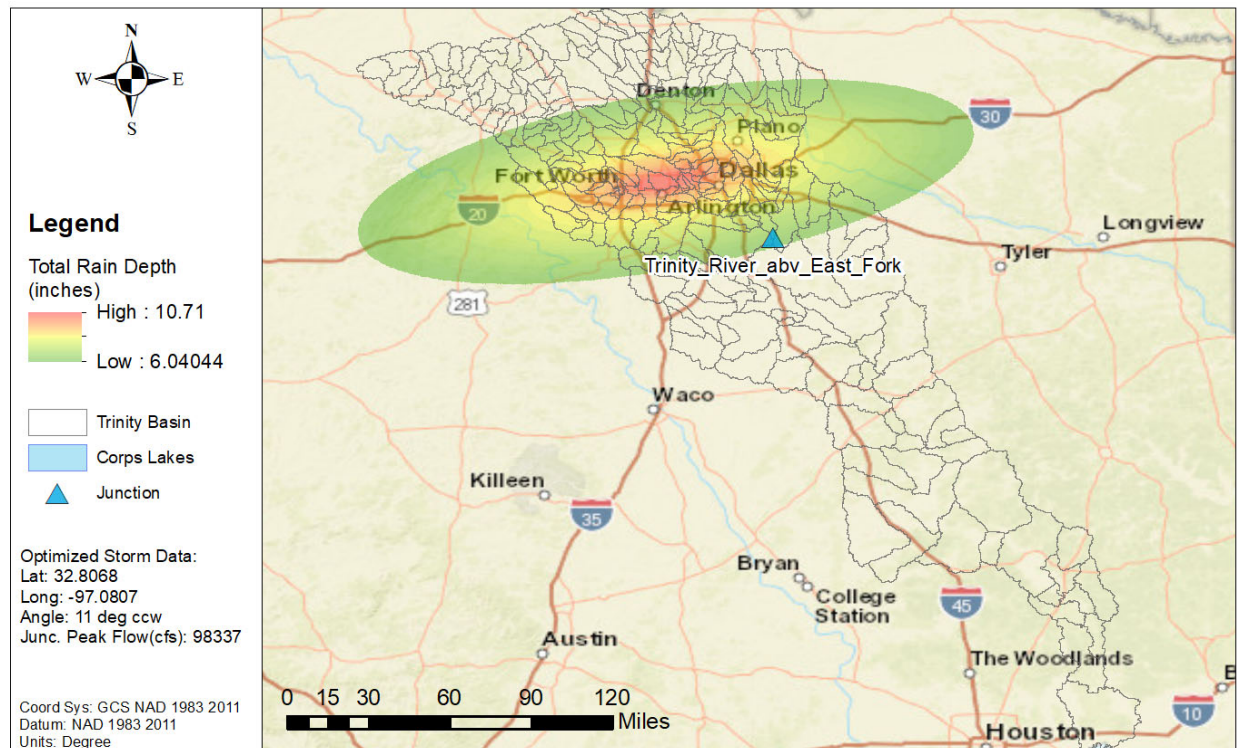 N
W E
S
Legend
Total Rain Depth
(inches)
High : 10.71
Low : 6.04044
Trinity Basin
Corps Lakes
Junction
Optimized Storm Data:
Lat: 32.8068
Long: -97.0807
Angle: 11 deg ccw
Junc. Peak Flow(cfs): 98337
Coord Sys: GCS NAD 1983 2011
Datum: NAD 1983 2011
Units: Degree
Denton
30
Plano
Dallas
Fort Worth
20
Arlington
Longview
Trinity_River_abv_East_Fork
Tyler
281
Waco
Killeen
35
Bryan
College
Station
45
Austin
The Woodlands
B
10
Houston
0 15 30 60 90 120
Miles